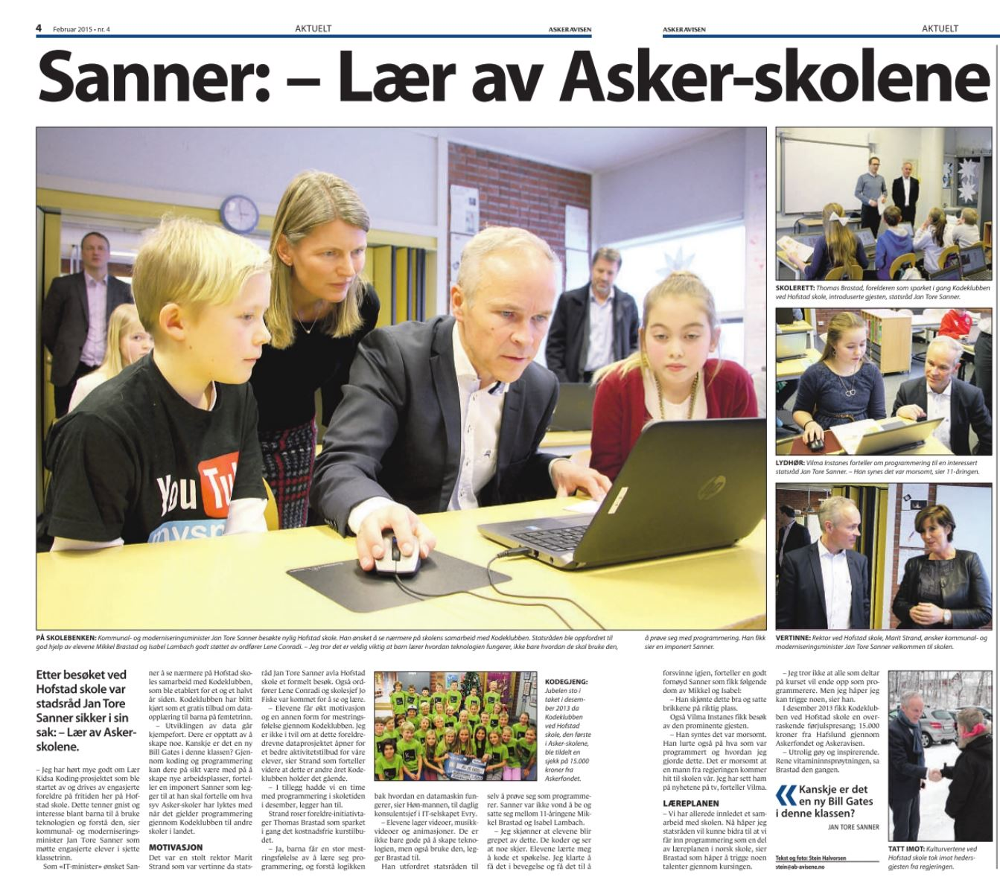 4 Februar 2015 • nr. 4
AKTUELT
ASKERAVISEN
ASKERAVISEN
AKTUELT
Sanner: – Lær av Asker-skolene
You Tu
mysp
hp
SKOLERETT: Thomas Brastad, forelderen som sparket i gang Kodeklubben
ved Hofstad skole, introduserte gjesten, statsråd Jan Tore Sanner.
LYDHØR: Vilma Instanes forteller om programmering til en interessert
statsråd Jan Tore Sanner. – Han synes det var morsomt, sier 11-åringen.
PÅ SKOLEBENKEN: Kommunal- og moderniseringsminister Jan Tore Sanner besøkte nylig Hofstad skole. Han ønsket å se nærmere på skolens samarbeid med Kodeklubben. Statsråden ble oppfordret til
god hjelp av elevene Mikkel Brastad og Isabel Lambach godt støttet av ordfører Lene Conradi. – Jeg tror det er veldig viktig at barn lærer hvordan teknologien fungerer, ikke bare hvordan de skal bruke den,
å prøve seg med programmering. Han fikk
sier en imponert Sanner.
VERTINNE: Rektor ved Hofstad skole, Marit Strand, ønsker kommunal- og
moderniseringsminister Jan Tore Sanner velkommen til skolen.
Etter besøket ved
Hofstad skole var
stadsråd Jan Tore
Sanner sikker i sin
sak: – Lær av Asker-
skolene.
– Jeg har hørt mye godt om Lær
Kidsa Koding-prosjektet som ble
startet av og drives av engasjerte
foreldre på fritiden her på Hof-
stad skole. Dette tenner gnist og
interesse blant barna til å bruke
teknologien og forstå den, sier
kommunal- og moderniserings-
minister Jan Tore Sanner som
møtte engasjerte elever i sjette
klassetrinn.
Som «IT-minister» ønsket San-
ner å se nærmere på Hofstad sko-
les samarbeid med Kodeklubben,
som ble etablert for et og et halvt
år siden. Kodeklubben har blitt
kjørt som et gratis tilbud om data-
opplæring til barna på femtetrinn.
– Utviklingen av data går
kjempefort. Dere er opptatt av å
skape noe. Kanskje er det en ny
Bill Gates i denne klassen? Gjen-
nom koding og programmering
kan dere på sikt være med på å
skape nye arbeidsplasser, fortel-
ler en imponert Sanner som leg-
ger til at han skal fortelle om hva
syv Asker-skoler har lyktes med
når det gjelder programmering
gjennom Kodeklubben til andre
skoler i landet.
MOTIVASJON
Det var en stolt rektor Marit
Strand som var vertinne da stats-
råd Jan Tore Sanner avla Hofstad
skole et formelt besøk. Også ord-
fører Lene Conradi og skolesjef Jo
Fiske var kommet for å se og lære.
– Elevene får økt motivasjon
og en annen form for mestrings-
følelse gjennom Kodeklubben. Jeg
er ikke i tvil om at dette foreldre-
drevne dataprosjektet åpner for
et bedre aktivitetstilbud for våre
elever, sier Strand som forteller
videre at dette er andre året Kode-
klubben holder det gående.
– I tillegg hadde vi en time
med programmering i skoletiden
i desember, legger han til.
Strand roser foreldre-initiativta-
ger Thomas Brastad som sparket
i gang det kostnadsfrie kurstilbu-
det.
– Ja, barna får en stor mest-
ringsfølelse av å lære seg pro-
grammering, og forstå logikken
KODEGJENG:
Jubelen sto i
taket i desem-
ber 2013 da
Kodeklubben
ved Hofstad
skole, den første
i Asker-skolene,
ble tildelt en
sjekk på 15.000
kroner fra
Askerfondet.
bak hvordan en datamaskin fun-
gerer, sier Høn-mannen, til daglig
konsulentsjef i IT-selskapet Evry.
– Elevene lager videoer, musikk-
videoer og animasjoner. De er
ikke bare gode på å skape tekno-
logien, men også bruke den, leg-
ger Brastad til.
Han utfordret statsråden til
selv å prøve seg som programme-
rer. Sanner var ikke vond å be og
satte seg mellom 11-åringene Mik-
kel Brastad og Isabel Lambach.
– Jeg skjønner at elevene blir
grepet av dette. De koder og ser
at noe skjer. Elevene lærte meg
å kode et spøkelse. Jeg klarte å
få det i bevegelse og få det til å
forsvinne igjen, forteller en godt
fornøyd Sanner som fikk følgende
dom av Mikkel og Isabel:
– Han skjønte dette bra og satte
brikkene på riktig plass.
Også Vilma Instanes fikk besøk
av den prominente gjesten.
– Han syntes det var morsomt.
Han lurte også på hva som var
programmert og hvordan jeg
gjorde dette. Det er morsomt at
en mann fra regjeringen kommer
hit til skolen vår. Jeg har sett ham
på nyhetene på tv, forteller Vilma.
LÆREPLANEN
– Vi har allerede innledet et sam-
arbeid med skolen. Nå håper jeg
statsråden vil kunne bidra til at vi
får inn programmering som en del
av læreplanen i norsk skole, sier
Brastad som håper å trigge noen
talenter gjennom kursingen.
– Jeg tror ikke at alle som deltar
på kurset vil ende opp som pro-
grammerere. Men jeg håper jeg
kan trigge noen, sier han.
I desember 2013 fikk Kodeklub-
ben ved Hofstad skole en over-
raskende førjulspresang; 15.000
kroner fra Hafslund gjennom
Askerfondet og Askeravisen.
– Utrolig gøy og inspirerende.
Rene vitamininnsprøytningen, sa
Brastad den gangen.
« Kanskje er det
en ny Bill Gates
i denne klassen?
JAN TORE SANNER
Tekst og foto: Stein Halvorsen
stein@ab-avisene.no
TATT IMOT: Kulturvertene ved
Hofstad skole tok imot heders-
gjesten fra regjeringen.